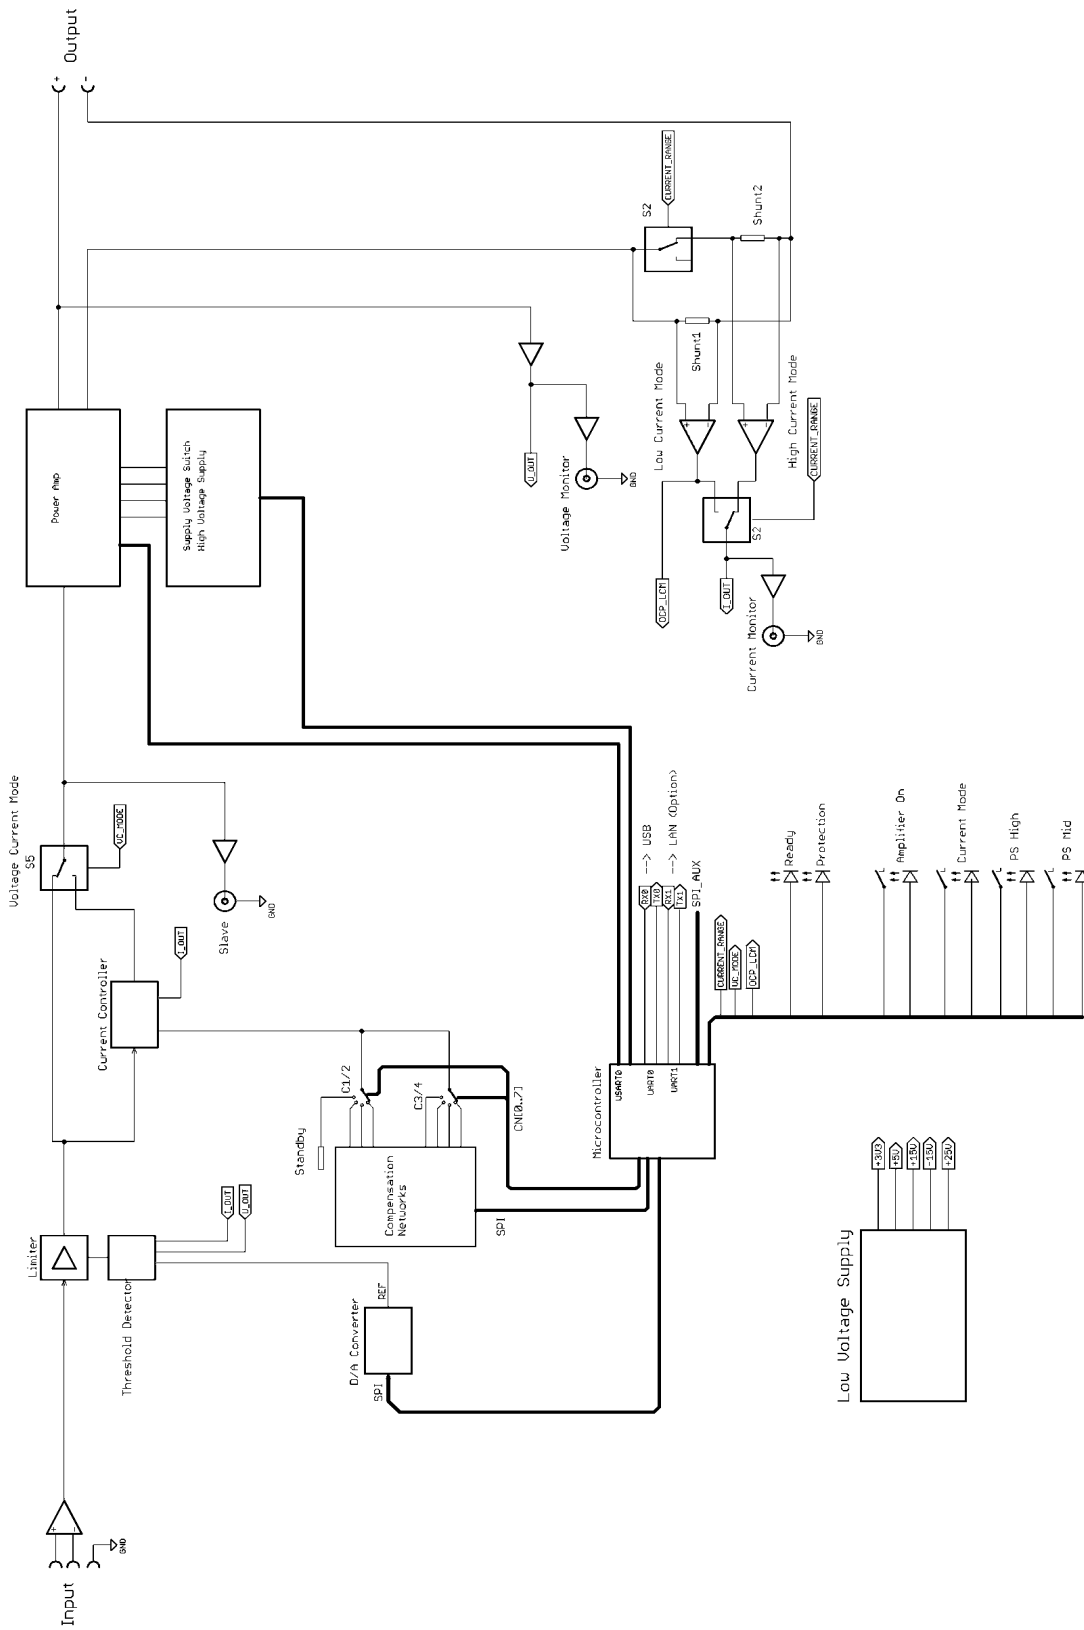 Input
+
-
GND
Limiter
Threshold Detector
I_OUT
U_OUT
D/A Converter
REF
SPI
Voltage Current Mode
S5
VC_MODE
Current Controller
I_OUT
Slave
GND
Standby
C1/2
C3/4
CN[0..7]
Compensation
Networks
SPI
Power Amp
Supply Voltage Switch
High Voltage Supply
Output
+
-
U_OUT
Voltage Monitor
GND
S2
CURRENT_RANGE
Shunt2
Shunt1
Low Current Mode
High Current Mode
+
-
+
-
CURRENT_RANGE
S2
OCP_LCM
I_OUT
Current Monitor
GND
Microcontroller
USART0
UART0
UART1
RX0
TX0
RX1
TX1
--> USB
--> LAN (Option)
SPI_AUX
CURRENT_RANGE
VC_MODE
OCP_LCM
Ready
Protection
Amplifier On
Current Mode
PS High
PS Mid
Low Voltage Supply
+3V3
+5V
+15V
-15V
+25V